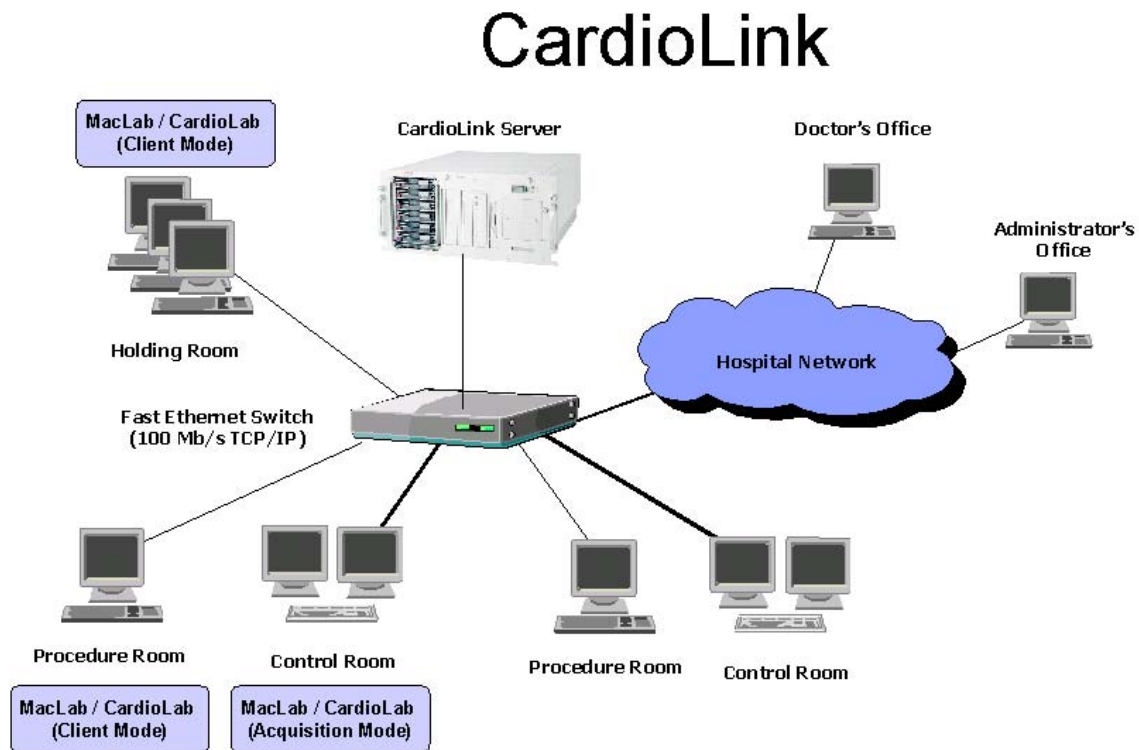 CardioLink
MacLab / CardioLab
(Client Mode)
CardioLink Server
Doctor's Office
Administrator's
Office
Holding Room
Hospital Network
Fast Ethernet Switch
(100 Mb/s TCP/IP)
Procedure Room
Control Room
Procedure Room
Control Room
MacLab / CardioLab
(Client Mode)
MacLab / CardioLab
(Acquisition Mode)